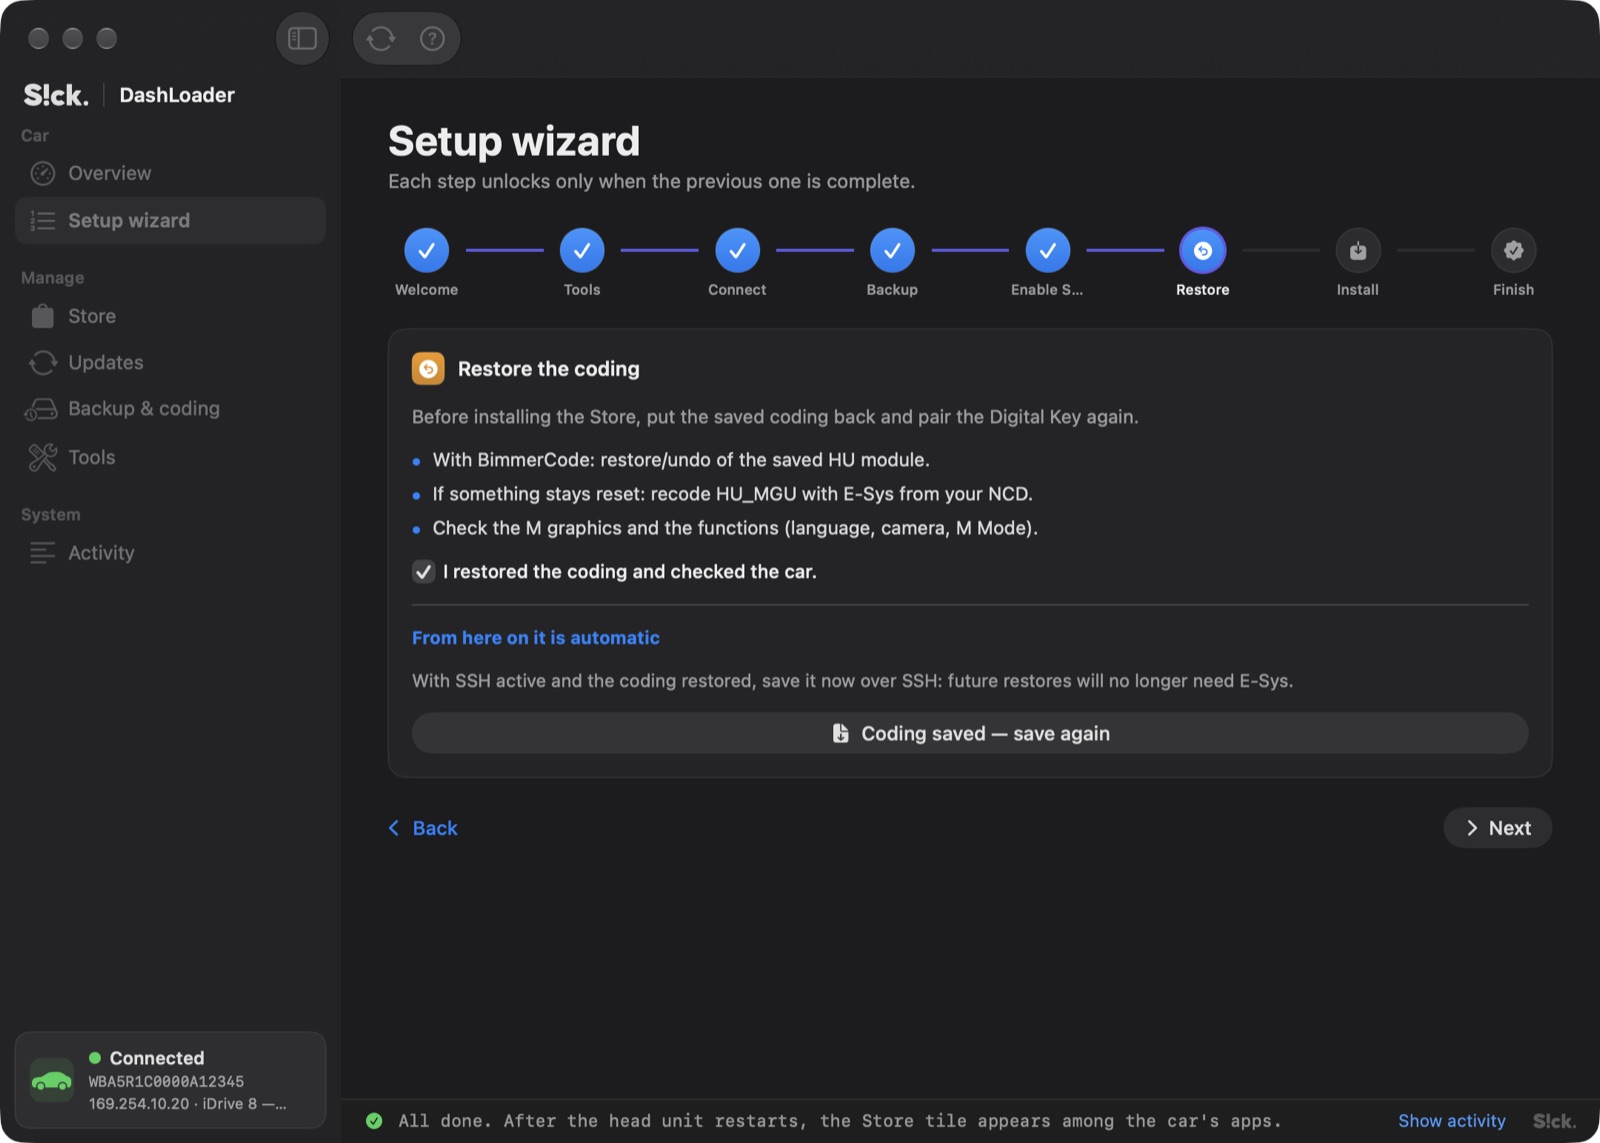 S!ck. DashLoader
Car
Overview
Setup wizard
Manage
Store
Updates
Backup & coding
Tools
System
Activity
Connected
WBA5R1C0000A12345
169.254.10.20 · iDrive 8 —...
Setup wizard
Each step unlocks only when the previous one is complete.
Welcome
Tools
Connect
Backup
Enable S...
Restore
Install
Finish
Restore the coding
Before installing the Store, put the saved coding back and pair the Digital Key again.
• With BimmerCode: restore/undo of the saved HU module.
• If something stays reset: recode HU_MGU with E-Sys from your NCD.
• Check the M graphics and the functions (language, camera, M Mode).
I restored the coding and checked the car.
From here on it is automatic
With SSH active and the coding restored, save it now over SSH: future restores will no longer need E-Sys.
Coding saved — save again
Back
Next
All done. After the head unit restarts, the Store tile appears among the car's apps.
Show activity
S!ck.